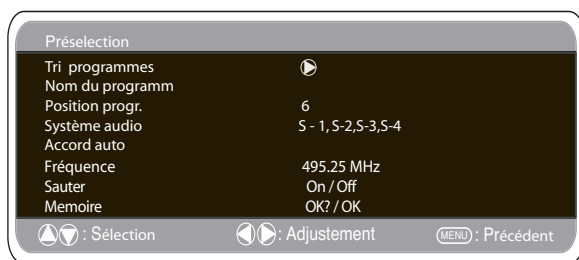 Préselection
Tri programmes
Nom du programm
Position progr. 6
Système audio S - 1, S-2,S-3,S-4
Accord auto
Fréquence 495.25 MHz
Sauter On / Off
Memoire OK? / OK
: Sélection : Adjustement MENU : Précédent